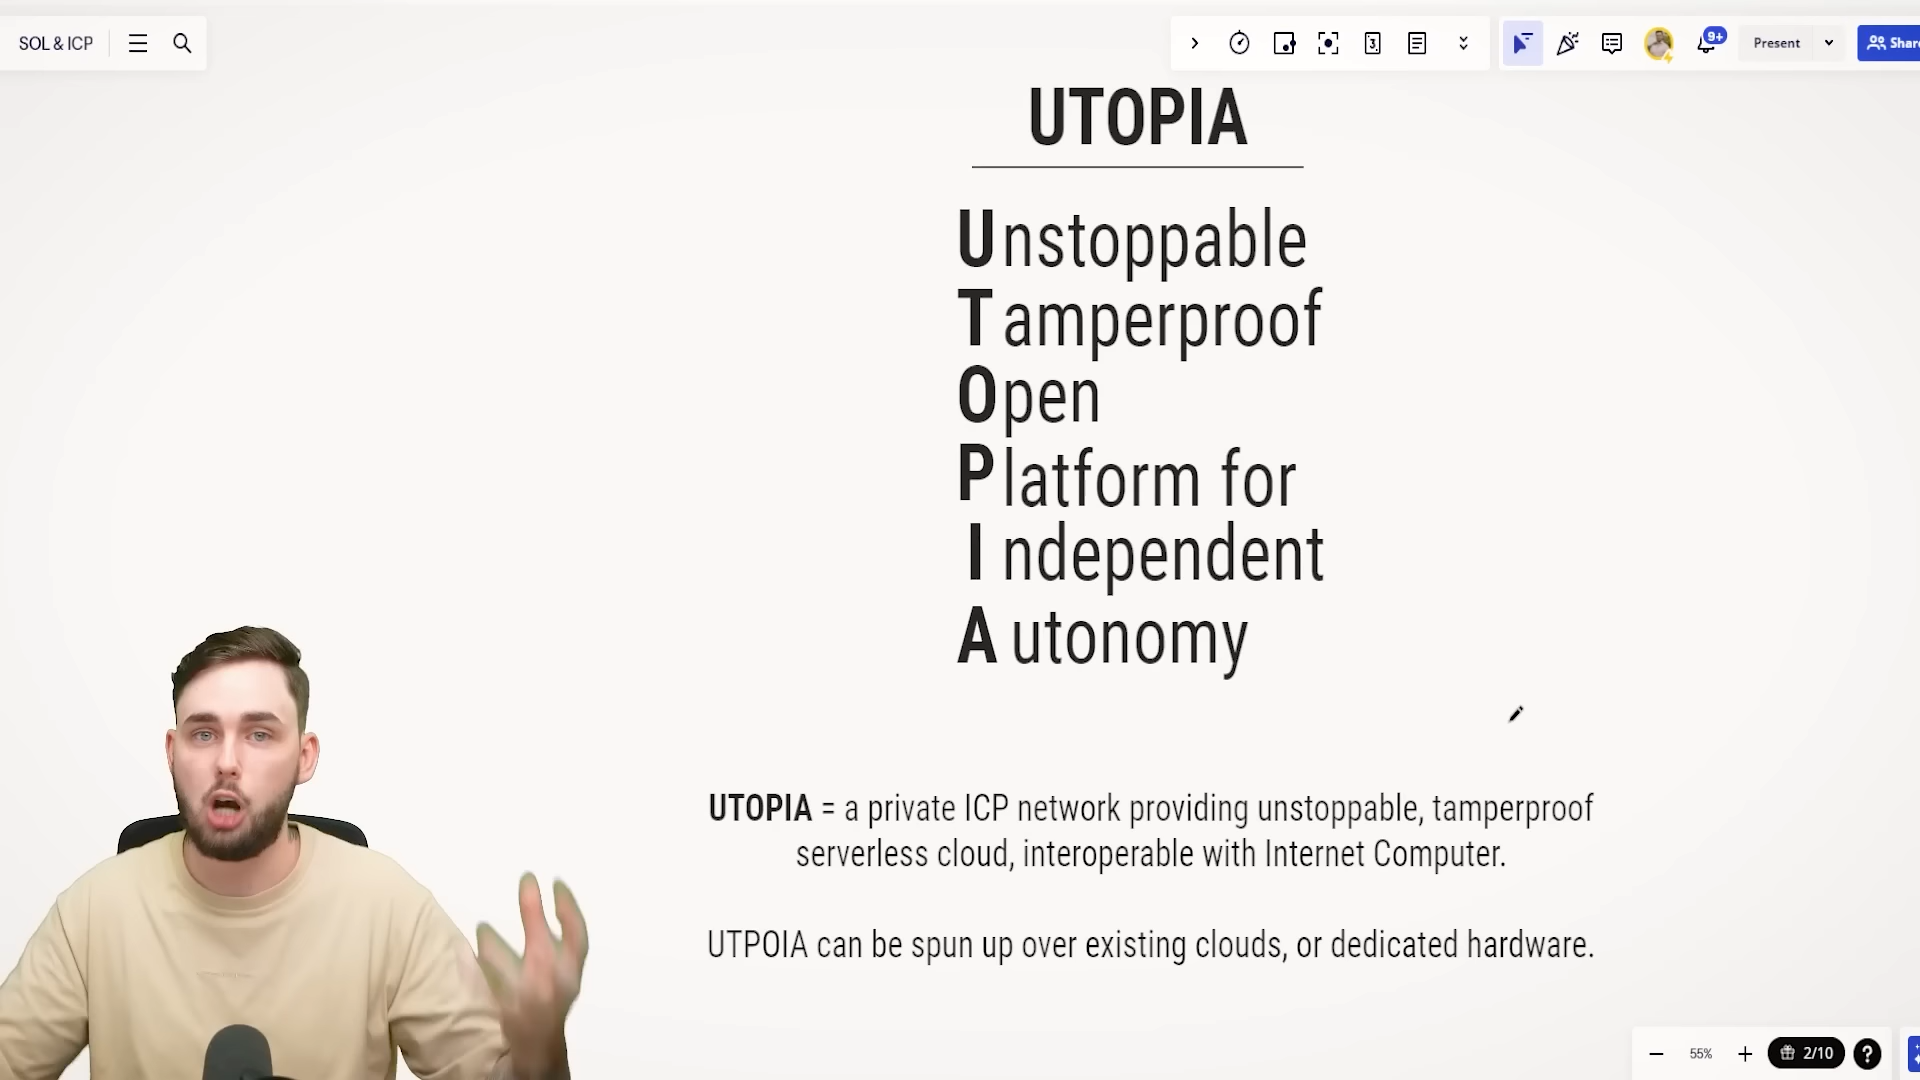 SOL & ICP
9+
Present
Share
UTOPIA
Unstoppable
Tamperproof
Open
Platform for
Independent
Autonomy
UTOPIA = a private ICP network providing unstoppable, tamperproof
serverless cloud, interoperable with Internet Computer.
UTPOIA can be spun up over existing clouds, or dedicated hardware.
55%
2/10